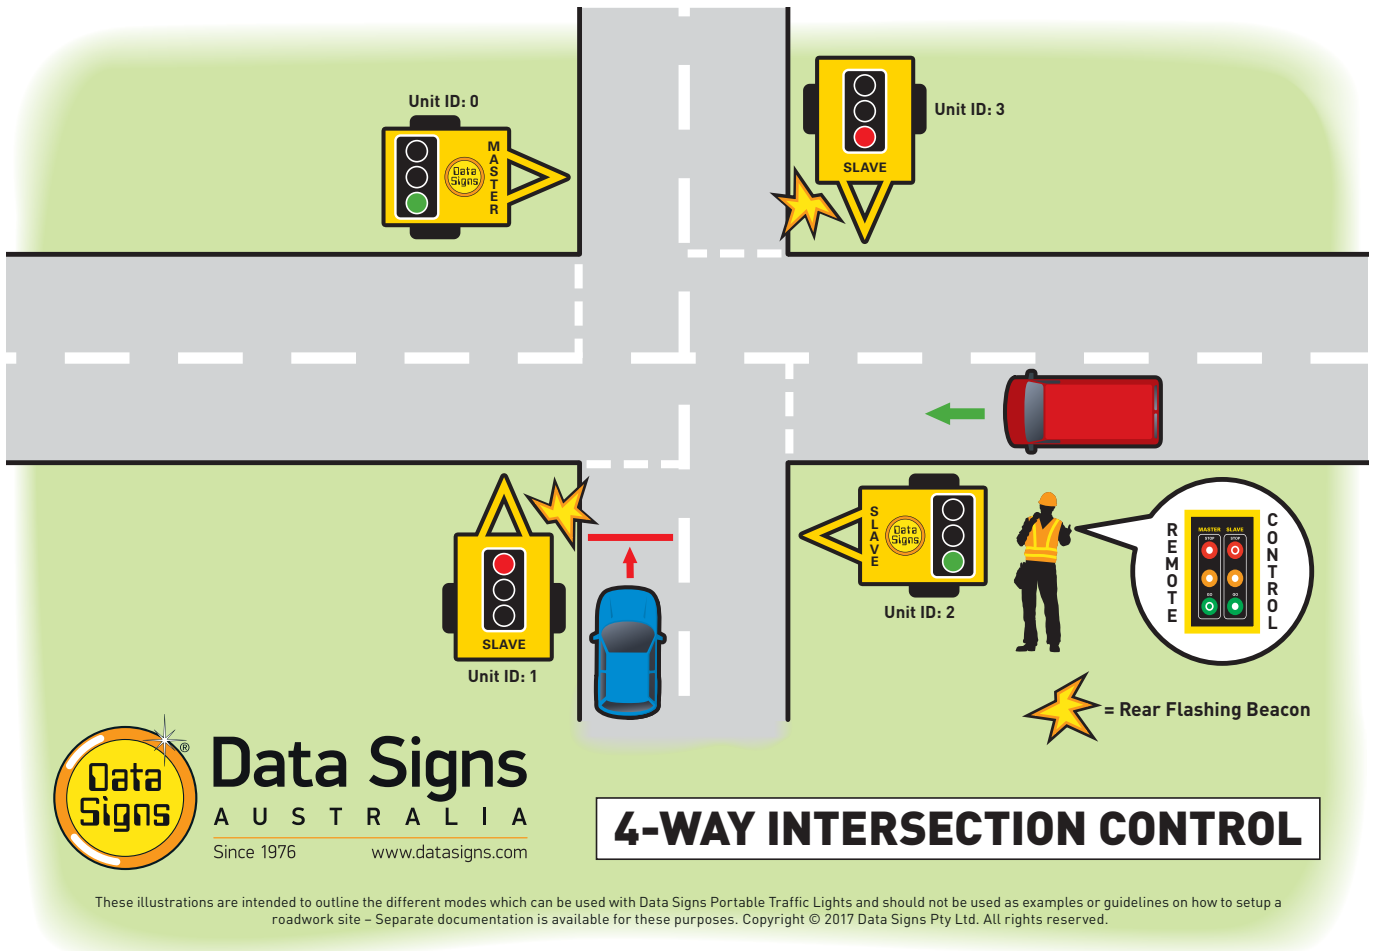 Unit ID: 0
MASTER
Data
Signs
Unit ID: 3
SLAVE
SLAVE
Unit ID: 1
SLAVE
Data
Signs
Unit ID: 2
REMOTE
CONTROL
MASTER SLAVE
STOP STOP
GO GO
= Rear Flashing Beacon
Data
Signs
®
Data Signs
AUSTRALIA
Since 1976 www.datasigns.com
4-WAY INTERSECTION CONTROL
These illustrations are intended to outline the different modes which can be used with Data Signs Portable Traffic Lights and should not be used as examples or guidelines on how to setup a
roadwork site – Separate documentation is available for these purposes. Copyright © 2017 Data Signs Pty Ltd. All rights reserved.